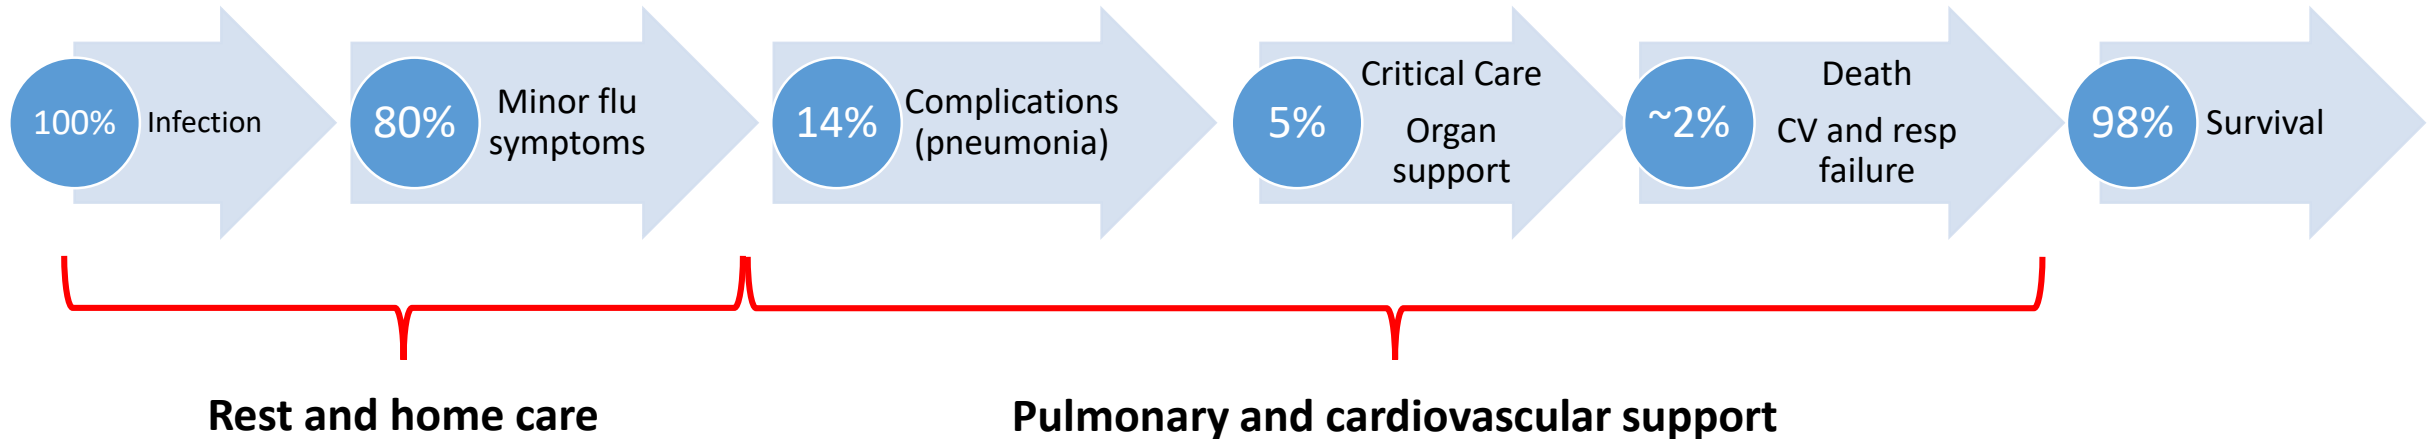 100%
Infection
80%
Minor flu
symptoms
14%
Complications
(pneumonia)
5%
Critical Care
Organ
support
~2%
Death
CV and resp
failure
98%
Survival
Rest and home care
Pulmonary and cardiovascular support